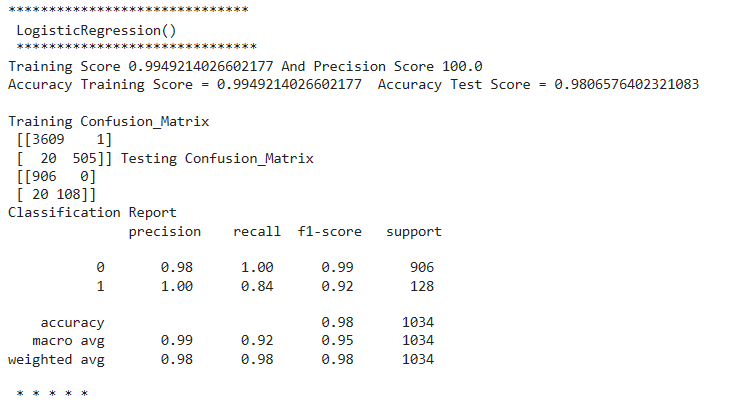 ******************************
LogisticRegression()
******************************
Training Score 0.9949214026602177 And Precision Score 100.0
Accuracy Training Score = 0.9949214026602177  Accuracy Test Score = 0.9806576402321083

Training Confusion_Matrix
 [[3609    1]
 [  20  505]] Testing Confusion_Matrix
 [[906   0]
 [ 20 108]]
Classification Report
               precision    recall  f1-score   support

           0       0.98      1.00      0.99       906
           1       1.00      0.84      0.92       128

    accuracy                           0.98      1034
   macro avg       0.99      0.92      0.95      1034
weighted avg       0.98      0.98      0.98      1034

 * * * * *